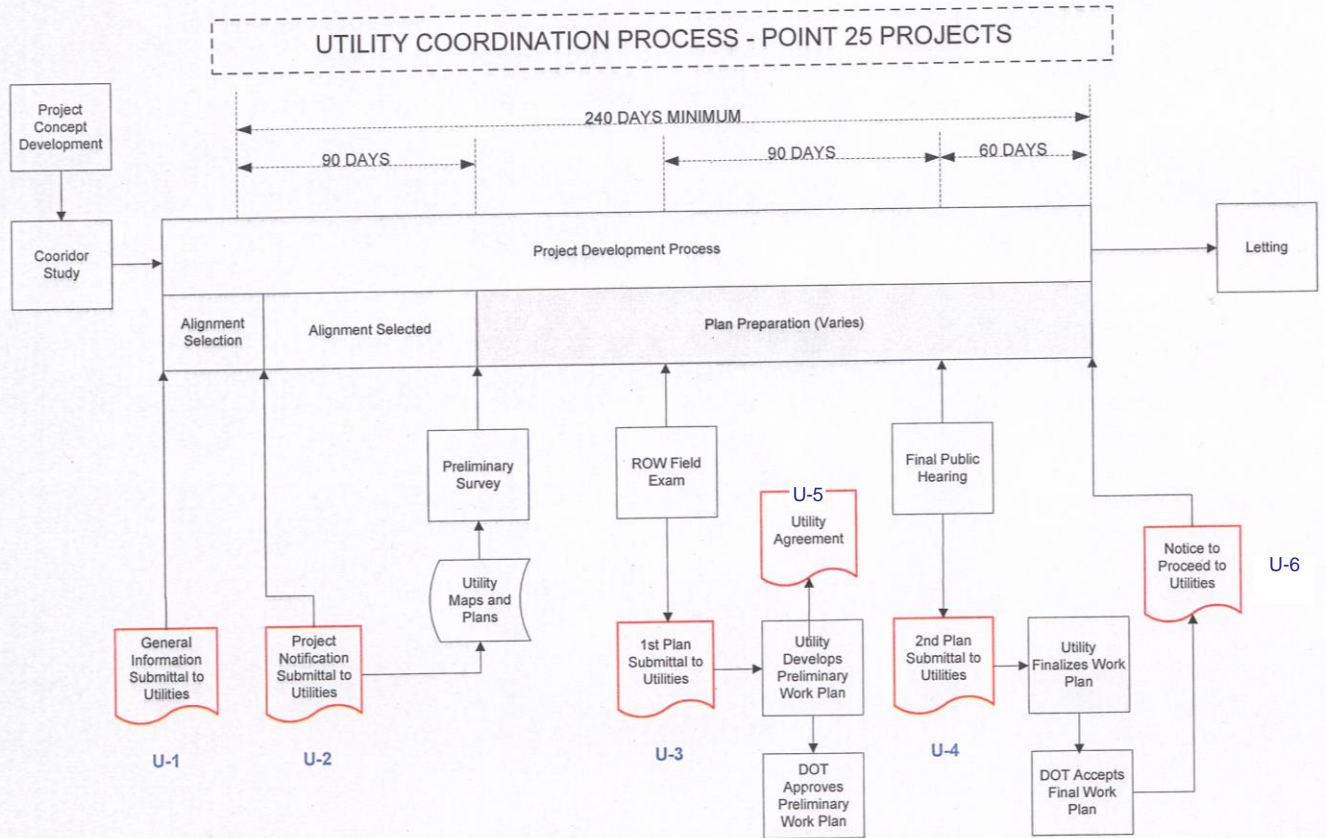 UTILITY COORDINATION PROCESS - POINT 25 PROJECTS
Project
Concept
Development
240 DAYS MINIMUM
90 DAYS
90 DAYS
60 DAYS
Cooridor
Study
Project Development Process
Letting
Alignment
Selection
Alignment Selected
Plan Preparation (Varies)
Preliminary
Survey
ROW Field
Exam
Final Public
Hearing
U-5
Utility
Agreement
Notice to
Proceed to
Utilities
U-6
Utility
Maps and
Plans
General
Information
Submittal to
Utilities
Project
Notification
Submittal to
Utilities
1st Plan
Submittal to
Utilities
Utility
Develops
Preliminary
Work Plan
2nd Plan
Submittal to
Utilities
Utility
Finalizes Work
Plan
U-1
U-2
U-3
U-4
DOT
Approves
Preliminary
Work Plan
DOT Accepts
Final Work
Plan